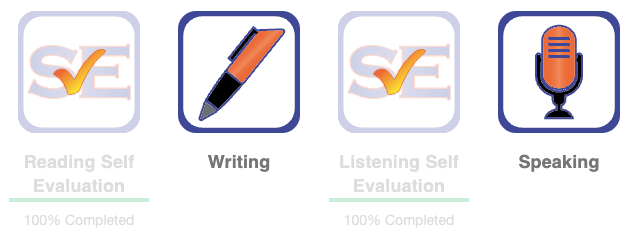 SE
SE
Reading Self
Evaluation
Writing
Listening Self
Evaluation
Speaking
100% Completed
100% Completed